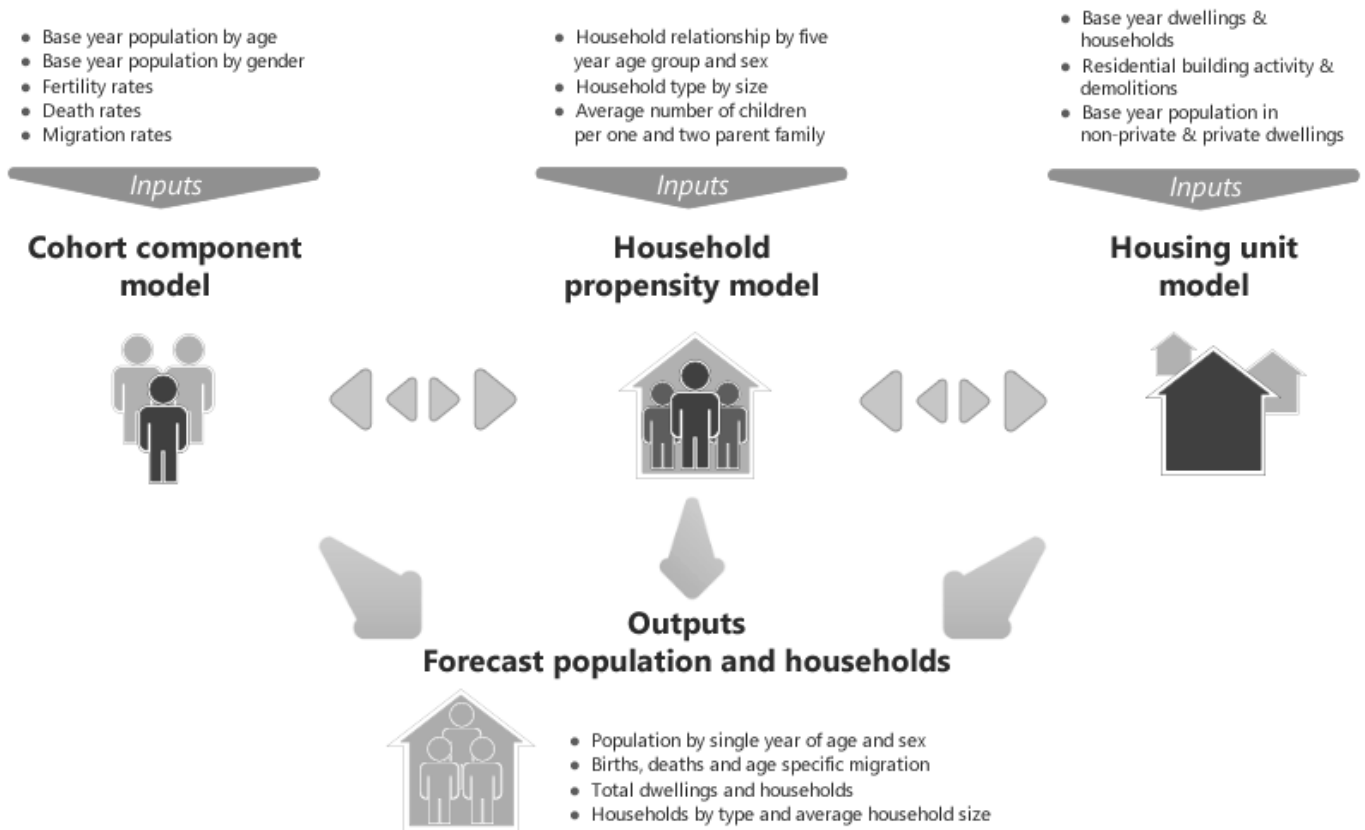 • Base year population by age
• Base year population by gender
• Fertility rates
• Death rates
• Migration rates
Inputs
Cohort component
model
• Household relationship by five
year age group and sex
• Household type by size
• Average number of children
per one and two parent family
Inputs
Household
propensity model
• Base year dwellings &
households
• Residential building activity &
demolitions
• Base year population in
non-private & private dwellings
Inputs
Housing unit
model
Outputs
Forecast population and households
• Population by single year of age and sex
• Births, deaths and age specific migration
• Total dwellings and households
• Households by type and average household size